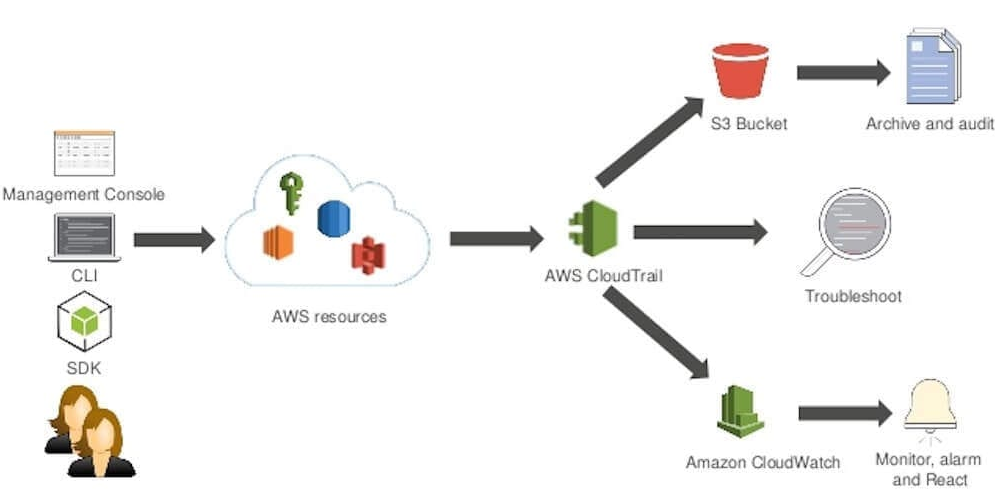 Management Console
CLI
SDK
AWS resources
AWS CloudTrail
S3 Bucket
Archive and audit
Troubleshoot
Amazon CloudWatch
Monitor, alarm
and React